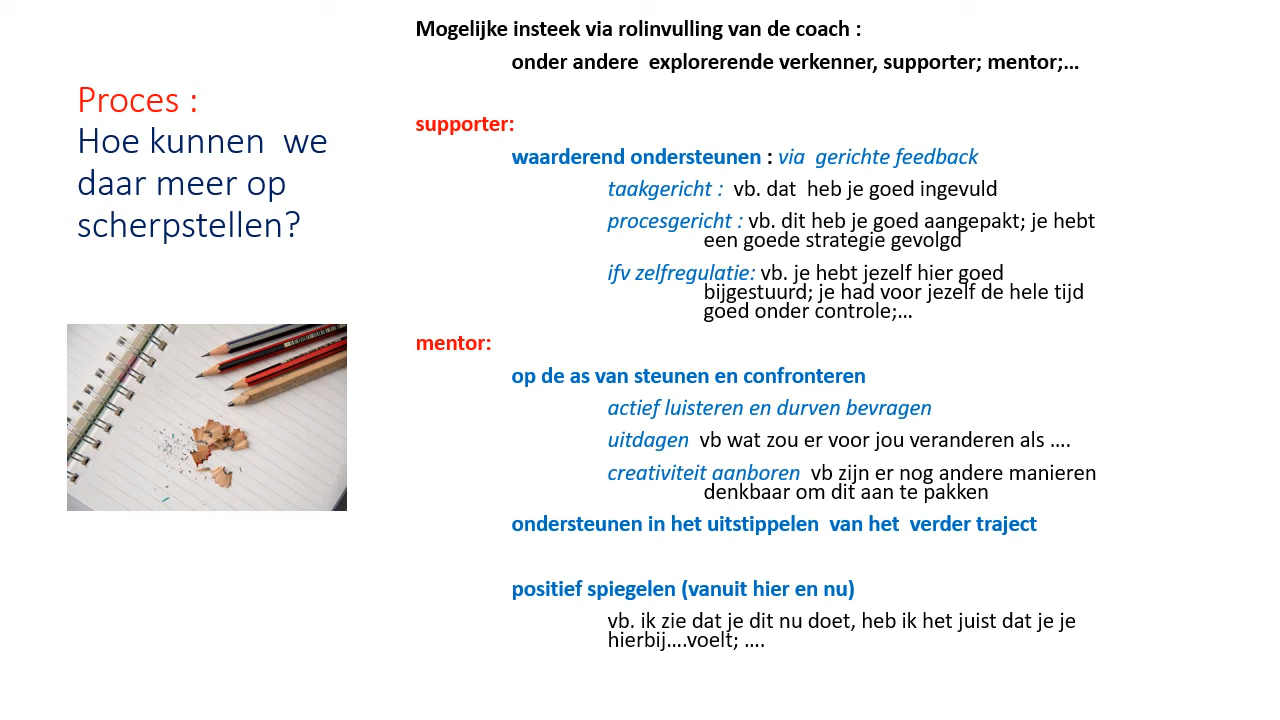 Proces :
Hoe kunnen we
daar meer op
scherpstellen?
Mogelijke insteek via rolinvulling van de coach :
onder andere explorerende verkenner, supporter; mentor;...
supporter:
waarderend ondersteunen : via gerichte feedback
taakgericht : vb. dat heb je goed ingevuld
procesgericht : vb. dit heb je goed aangepakt; je hebt
een goede strategie gevolgd
ifv zelfregulatie: vb. je hebt jezelf hier goed
bijgestuurd; je had voor jezelf de hele tijd
goed onder controle;...
mentor:
op de as van steunen en confronteren
actief luisteren en durven bevragen
uitdagen vb wat zou er voor jou veranderen als ....
creativiteit aanboren vb zijn er nog andere manieren
denkbaar om dit aan te pakken
ondersteunen in het uitstippelen van het verder traject
positief spiegelen (vanuit hier en nu)
vb. ik zie dat je dit nu doet, heb ik het juist dat je je
hierbij....voelt; ....